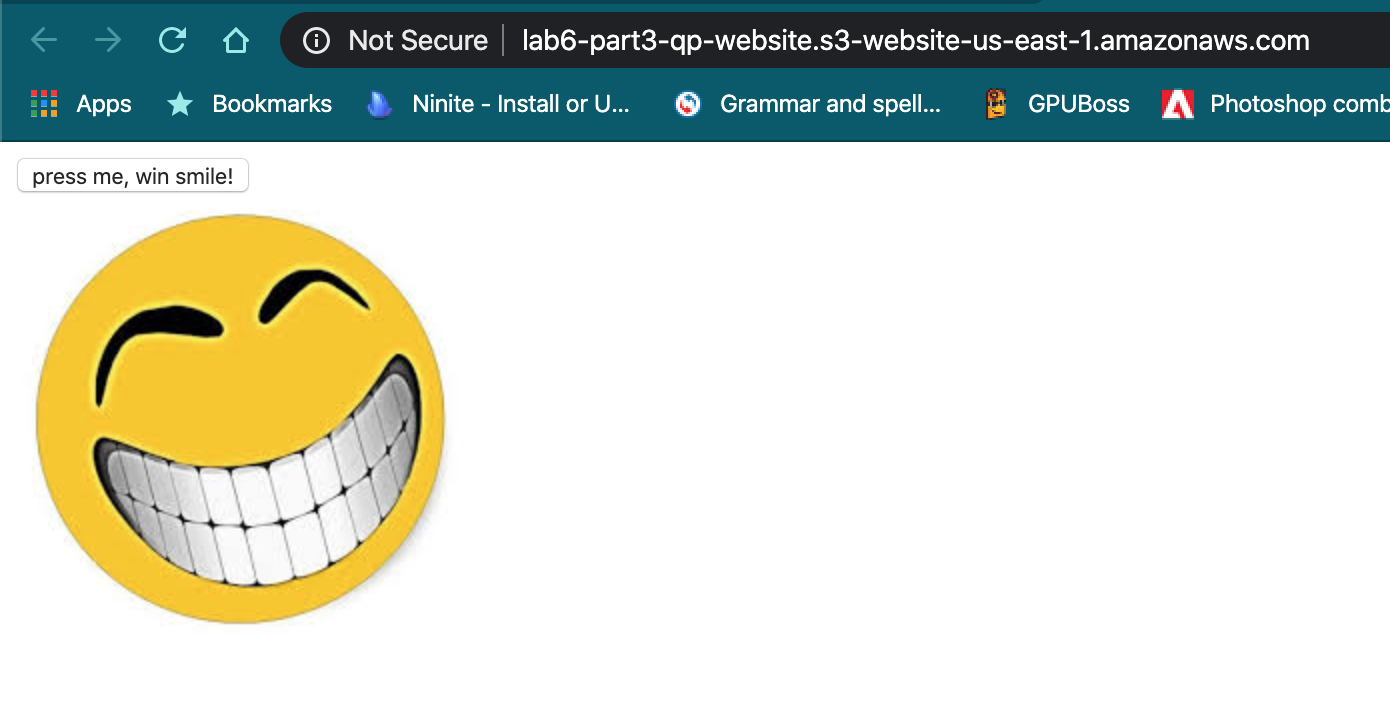 Not Secure lab6-part3-qp-website.s3-website-us-east-1.amazonaws.com
Apps Bookmarks Ninite - Install or U... Grammar and spell... GPUBoss Photoshop comb
press me, win smile!